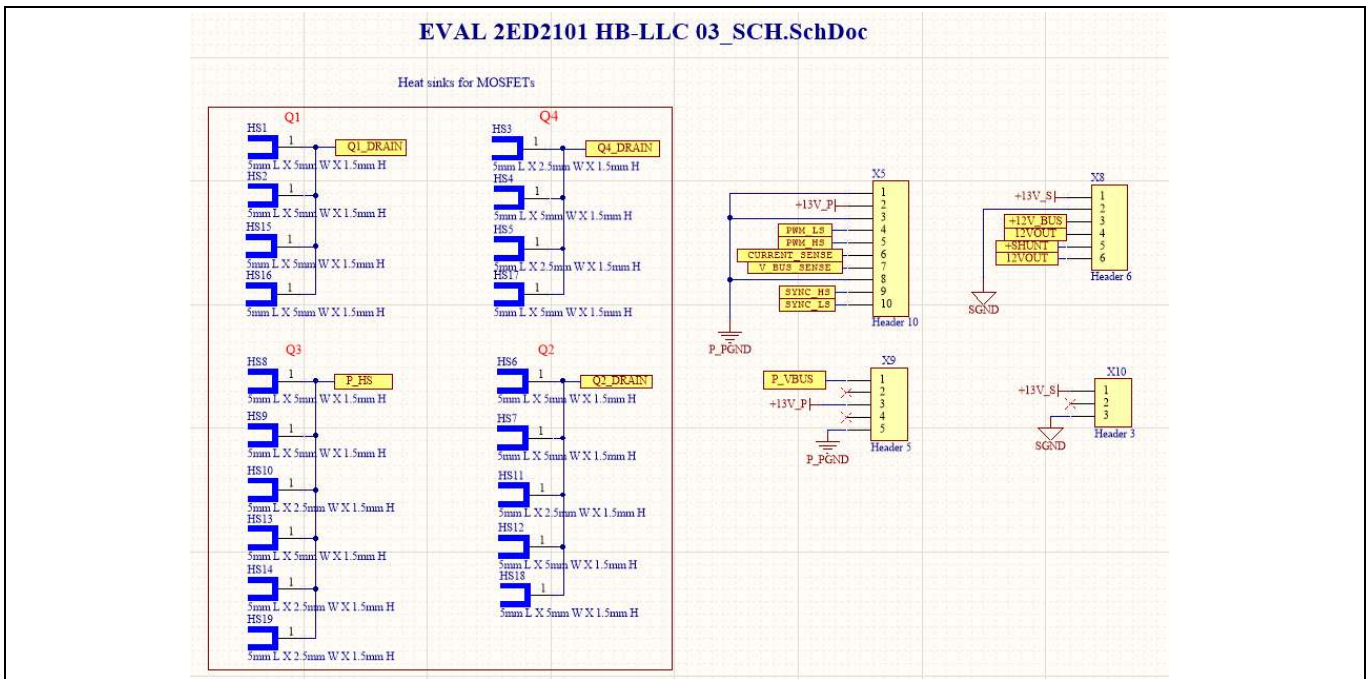 EVAL 2ED2101 HB-LLC 03_SCH.SchDoc
Heat sinks for MOSFETs
Q1
HS1
1
Q1_DRAIN
5mm L X 5mm W X 1.5mm H
HS2
1
5mm L X 5mm W X 1.5mm H
HS15
1
5mm L X 5mm W X 1.5mm H
HS16
1
5mm L X 5mm W X 1.5mm H
Q4
HS3
1
Q4_DRAIN
5mm L X 2.5mm W X 1.5mm H
HS4
1
5mm L X 5mm W X 1.5mm H
HS5
1
5mm L X 2.5mm W X 1.5mm H
HS17
1
5mm L X 5mm W X 1.5mm H
Q3
HS8
1
P_HS
5mm L X 5mm W X 1.5mm H
HS9
1
5mm L X 5mm W X 1.5mm H
HS10
1
5mm L X 2.5mm W X 1.5mm H
HS13
1
5mm L X 5mm W X 1.5mm H
HS14
1
5mm L X 2.5mm W X 1.5mm H
HS19
1
5mm L X 2.5mm W X 1.5mm H
Q2
HS6
1
Q2_DRAIN
5mm L X 5mm W X 1.5mm H
HS7
1
5mm L X 5mm W X 1.5mm H
HS11
1
5mm L X 2.5mm W X 1.5mm H
HS12
1
5mm L X 5mm W X 1.5mm H
HS18
1
5mm L X 5mm W X 1.5mm H
X5
1
+13V_P 2
3
PWM_LS 4
PWM_HS 5
CURRENT_SENSE 6
V_BUS_SENSE 7
8
SYNC_HS 9
SYNC_LS 10
Header 10
P_PGND
X8
+13V_S 1
2
+12V_BUS 3
12VOUT 4
+SHUNT 5
12VOUT 6
Header 6
SGND
X9
P_VBUS 1
2
+13V_P 3
4
5
Header 5
P_PGND
X10
+13V_S 1
2
3
Header 3
SGND